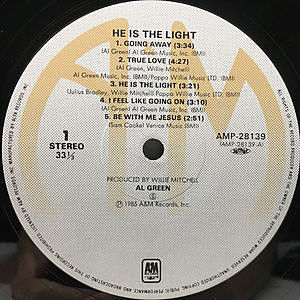 HE IS THE LIGHT
1. GOING AWAY (3:34)
(Al Green) Al Green Music, Inc. (BMI)
2. TRUE LOVE (4:27)
(Al Green, Willie Mitchell)
Al Green Music, Inc. (BMI)/Poppa Willie Music LTD. (BMI)
3. HE IS THE LIGHT (3:21)
(Julius Bradley, Willie Mitchell) Poppa Willie Music (BMI)
4. I FEEL LIKE GOING ON (3:10)
(Al Green) Al Green Music, Inc. (BMI)
5. BE WITH ME JESUS (2:51)
(Sam Cooke) Venice Music (BMI)
1
STEREO
33⅓
AMP-28139
(AMP-28139-A)
PRODUCED BY WILLIE MITCHELL
AL GREEN
Ⓟ 1985 A&M Records, Inc.
A&M
RECORDS